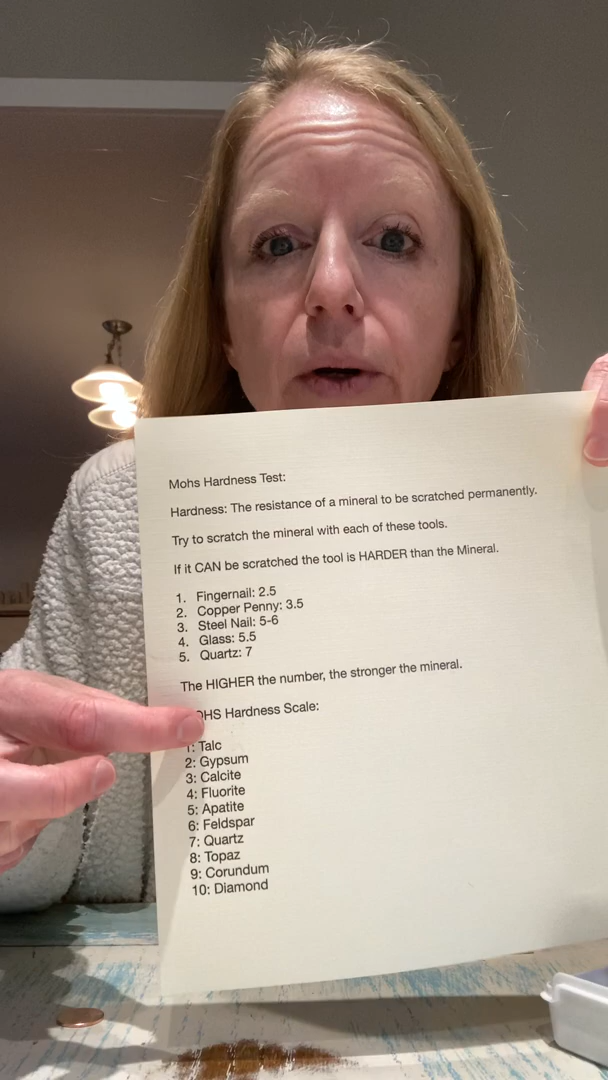 Mohs Hardness Test:
Hardness: The resistance of a mineral to be scratched permanently.
Try to scratch the mineral with each of these tools.
If it CAN be scratched the tool is HARDER than the Mineral.
1. Fingernail: 2.5
2. Copper Penny: 3.5
3. Steel Nail: 5-6
4. Glass: 5.5
5. Quartz: 7
The HIGHER the number, the stronger the mineral.
OHS Hardness Scale:
1: Talc
2: Gypsum
3: Calcite
4: Fluorite
5: Apatite
6: Feldspar
7: Quartz
8: Topaz
9: Corundum
10: Diamond